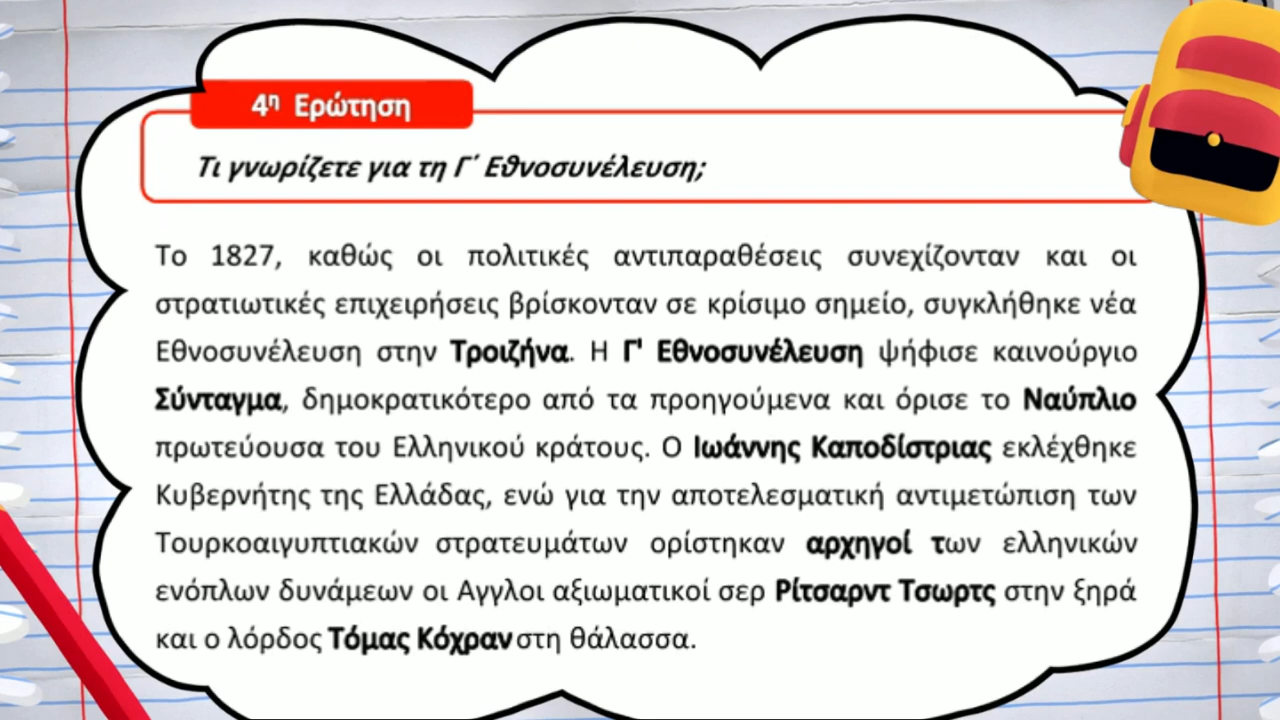 4η Ερώτηση
Τι γνωρίζετε για τη Γ΄ Εθνοσυνέλευση;
Το 1827, καθώς οι πολιτικές αντιπαραθέσεις συνεχίζονταν και οι
στρατιωτικές επιχειρήσεις βρίσκονταν σε κρίσιμο σημείο, συγκλήθηκε νέα
Εθνοσυνέλευση στην Τροιζήνα. Η Γ' Εθνοσυνέλευση ψήφισε καινούργιο
Σύνταγμα, δημοκρατικότερο από τα προηγούμενα και όρισε το Ναύπλιο
πρωτεύουσα του Ελληνικού κράτους. Ο Ιωάννης Καποδίστριας εκλέχθηκε
Κυβερνήτης της Ελλάδας, ενώ για την αποτελεσματική αντιμετώπιση των
Τουρκοαιγυπτιακών στρατευμάτων ορίστηκαν αρχηγοί των ελληνικών
ενόπλων δυνάμεων οι Αγγλοι αξιωματικοί σερ Ρίτσαρντ Τσωρτς στην ξηρά
και ο λόρδος Τόμας Κόχραν στη θάλασσα.